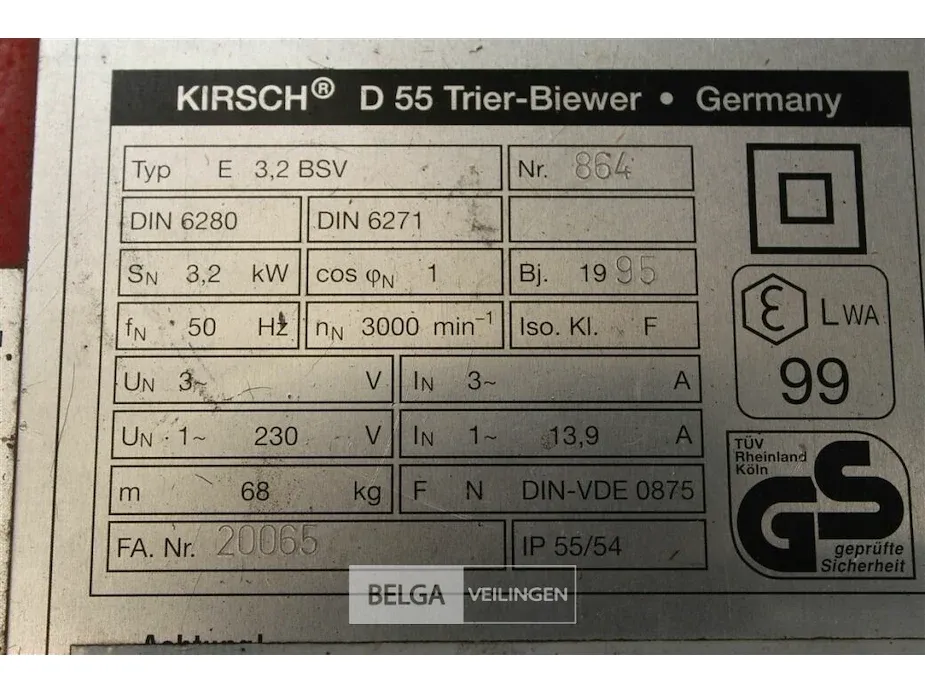 KIRSCH® D 55 Trier-Biewer • Germany
Typ E 3,2 BSV Nr. 864
DIN 6280 DIN 6271
SN 3,2 kW cos φN 1 Bj. 1995
fN 50 Hz nN 3000 min⁻¹ Iso. Kl. F
UN 3~ V IN 3~ A
UN 1~ 230 V IN 1~ 13,9 A
m 68 kg F N DIN-VDE 0875
FA. Nr. 20065 IP 55/54
ε LWA
99
TÜV
Rheinland
Köln
GS
geprüfte
Sicherheit
BELGA VEILINGEN
Achtung!